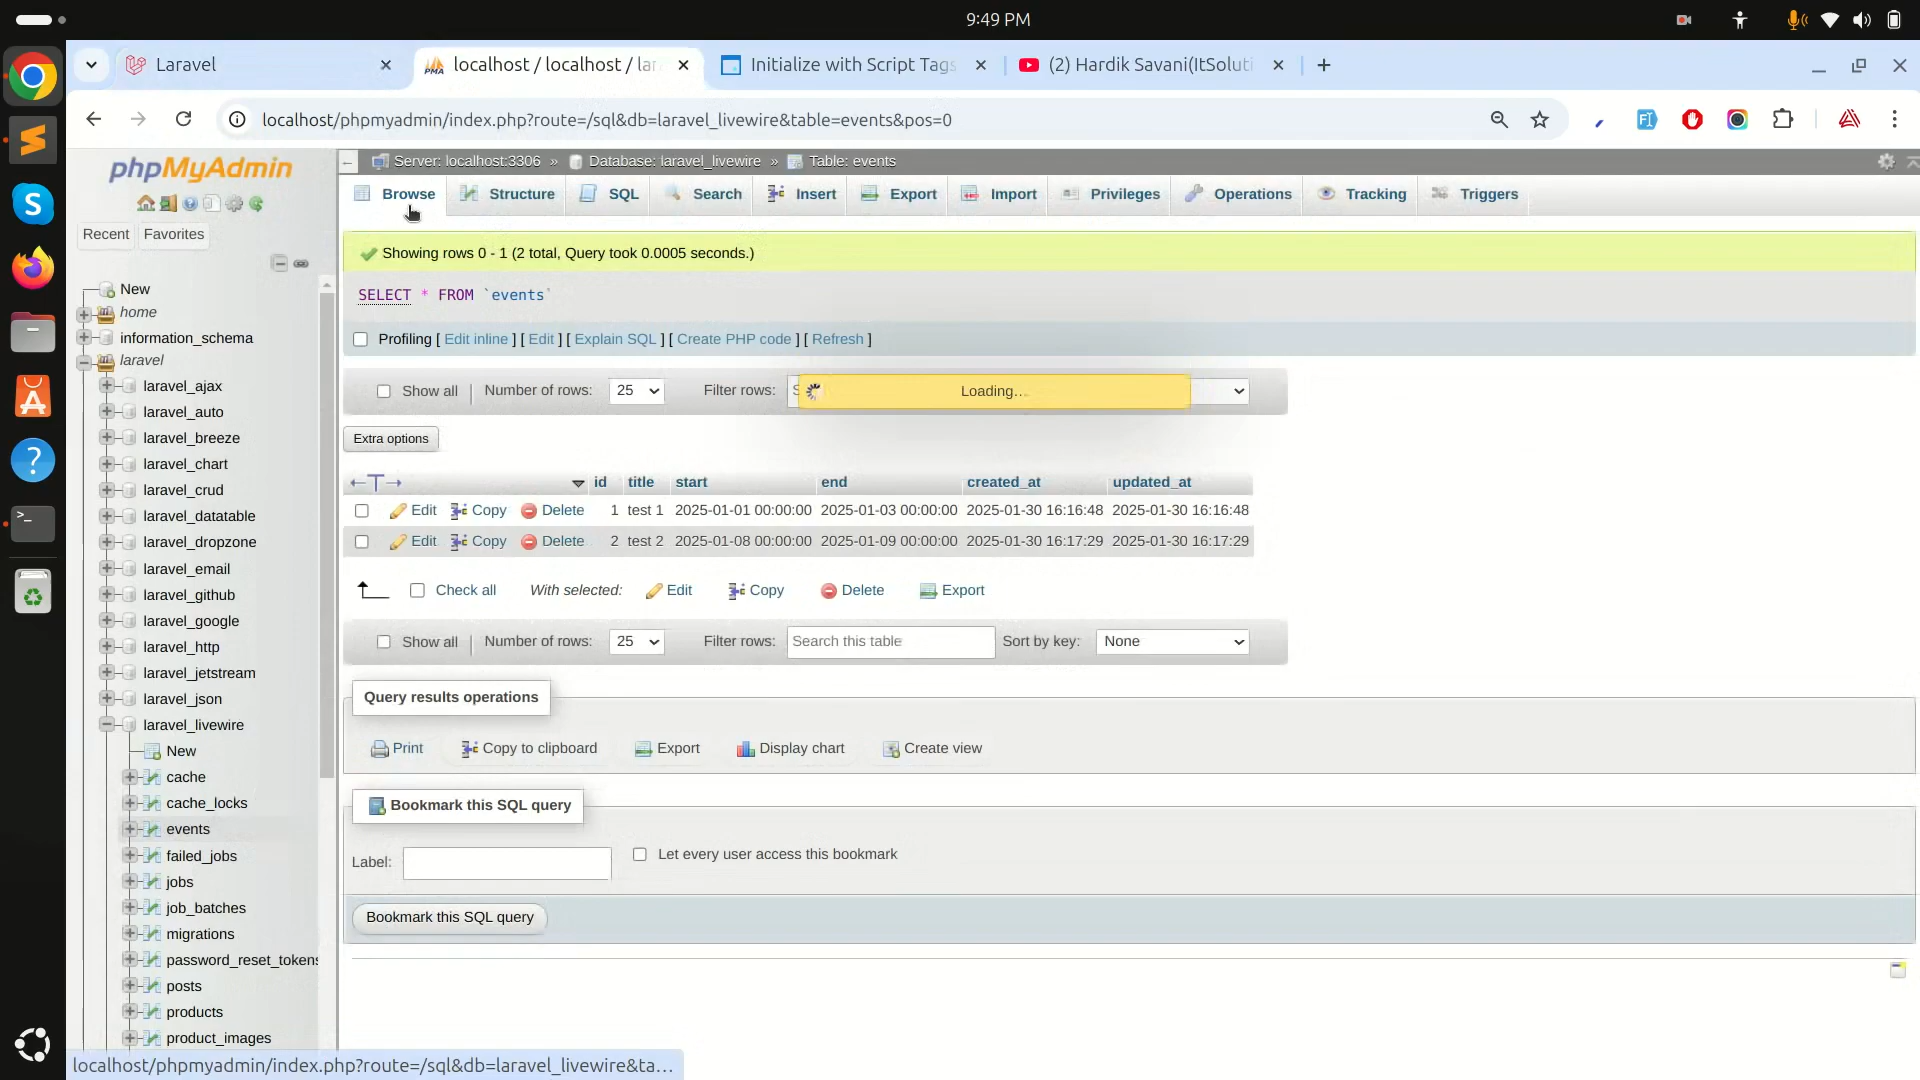 9:49 PM
Laravel
localhost / localhost / lar
Initialize with Script Tags
(2) Hardik Savani(ItSoluti
localhost/phpmyadmin/index.php?route=/sql&db=laravel_livewire&table=events&pos=0
phpMyAdmin
Recent
Favorites
New
home
information_schema
laravel
laravel_ajax
laravel_auto
laravel_breeze
laravel_chart
laravel_crud
laravel_datatable
laravel_dropzone
laravel_email
laravel_github
laravel_google
laravel_http
laravel_jetstream
laravel_json
laravel_livewire
New
cache
cache_locks
events
failed_jobs
jobs
job_batches
migrations
password_reset_tokens
posts
products
product_images
Server: localhost:3306 » Database: laravel_livewire » Table: events
Browse Structure SQL Search Insert Export Import Privileges Operations Tracking Triggers
Showing rows 0 - 1 (2 total, Query took 0.0005 seconds.)
SELECT * FROM `events`
Profiling [ Edit inline ] [ Edit ] [ Explain SQL ] [ Create PHP code ] [ Refresh ]
Show all Number of rows: 25 Filter rows: S
Loading…
Extra options
id title start end created_at updated_at
Edit Copy Delete 1 test 1 2025-01-01 00:00:00 2025-01-03 00:00:00 2025-01-30 16:16:48 2025-01-30 16:16:48
Edit Copy Delete 2 test 2 2025-01-08 00:00:00 2025-01-09 00:00:00 2025-01-30 16:17:29 2025-01-30 16:17:29
Check all With selected: Edit Copy Delete Export
Show all Number of rows: 25 Filter rows: Search this table Sort by key: None
Query results operations
Print Copy to clipboard Export Display chart Create view
Bookmark this SQL query
Label: Let every user access this bookmark
Bookmark this SQL query
localhost/phpmyadmin/index.php?route=/sql&db=laravel_livewire&ta…